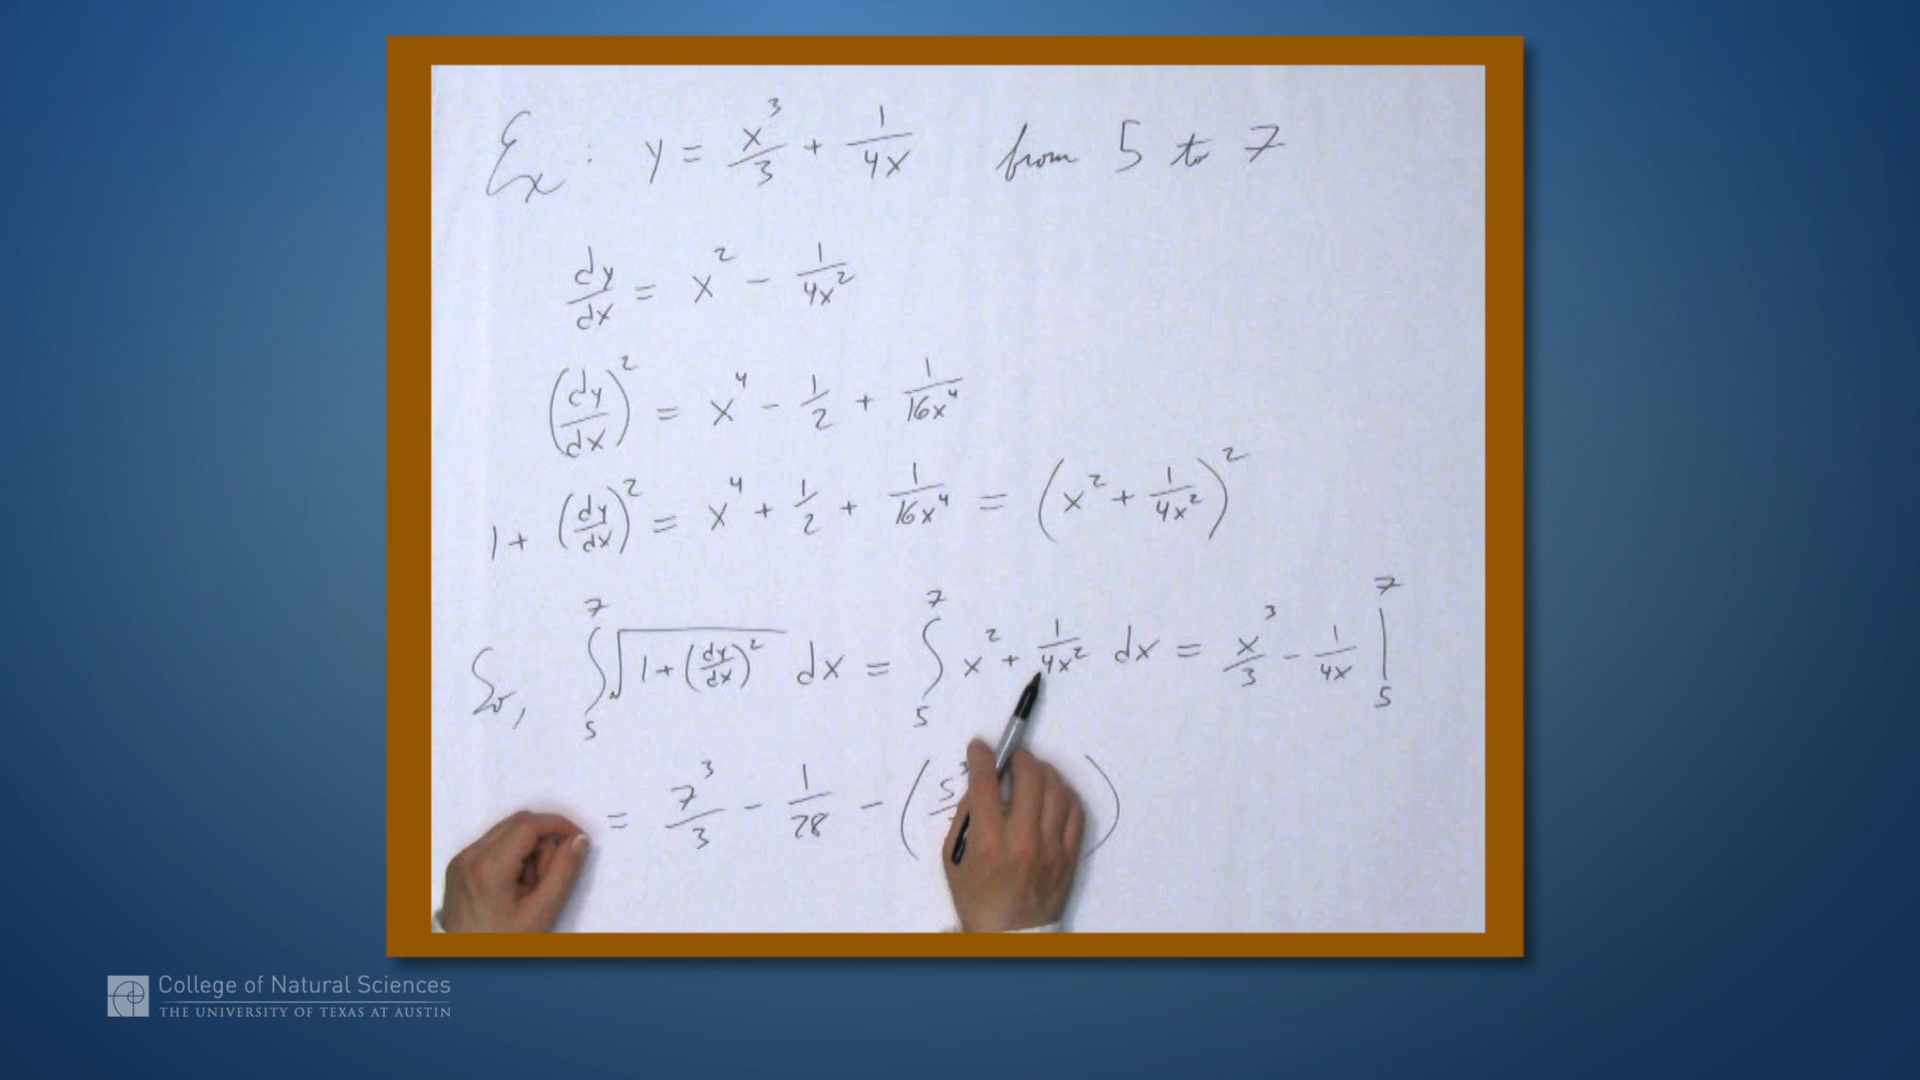 Ex : y = x³/3 + 1/4x from 5 to 7
dy/dx = x² - 1/4x²
(dy/dx)² = x⁴ - 1/2 + 1/16x⁴
1 + (dy/dx)² = x⁴ + 1/2 + 1/16x⁴ = (x² + 1/4x²)²
So, ∫₅⁷ √(1 + (dy/dx)²) dx = ∫₅⁷ x² + 1/4x² dx = x³/3 - 1/4x |₅⁷
= 7³/3 - 1/28 - (5³ )
College of Natural Sciences
THE UNIVERSITY OF TEXAS AT AUSTIN